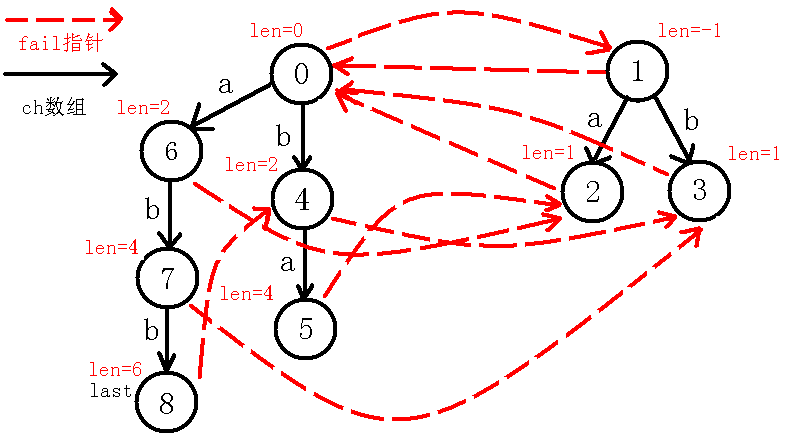 fail指针
ch数组
len=0
len=-1
0
1
a
b
a
b
len=2
6
len=2
4
len=1
2
len=1
3
b
a
len=4
7
len=4
5
b
len=6
last
8